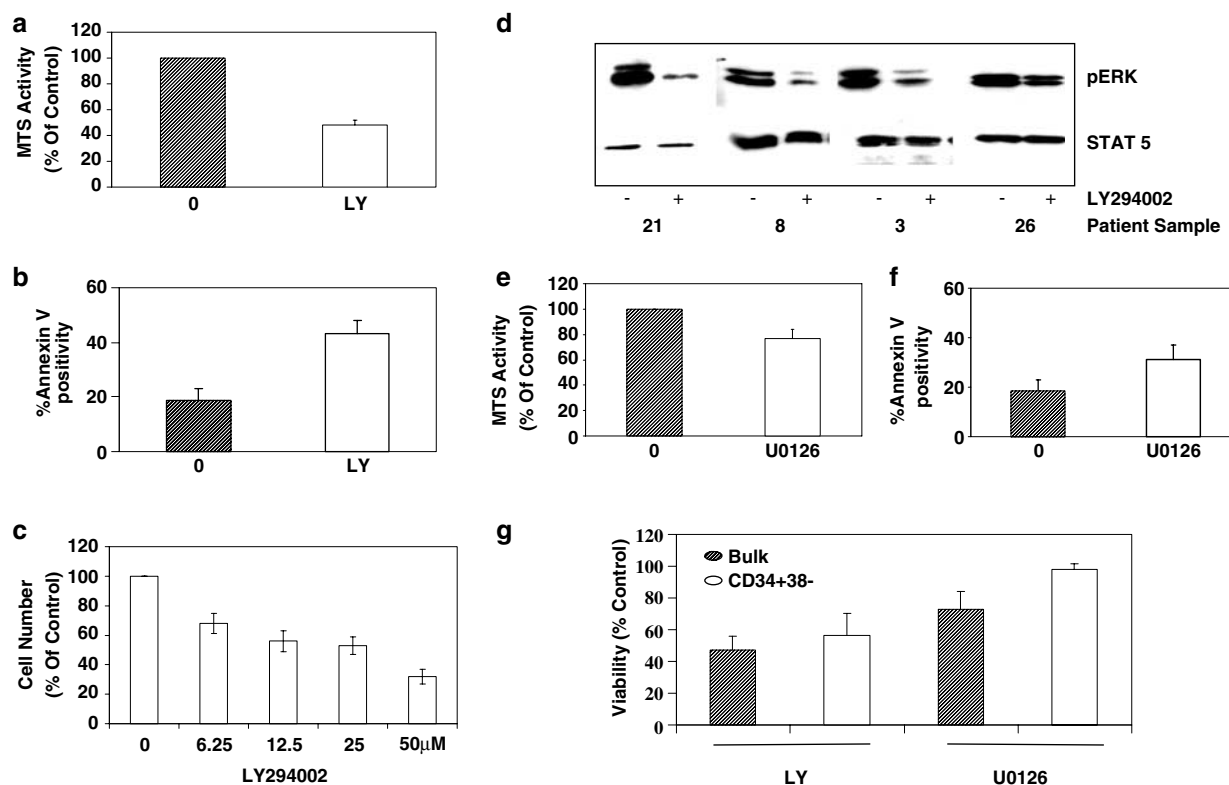 a
MTS Activity
(% Of Control)
120
100
80
60
40
20
0
0 LY
b
%Annexin V
positivity
60
40
20
0
0 LY
c
Cell Number
(% Of Control)
120
100
80
60
40
20
0
0 6.25 12.5 25 50μM
LY294002
d
pERK
STAT 5
- + - + - + - + LY294002
21 8 3 26 Patient Sample
e
MTS Activity
(% Of Control)
120
100
80
60
40
20
0
0 U0126
f
%Annexin V
positivity
60
40
20
0
0 U0126
g
Viability (% Control)
120
100
80
60
40
20
0
Bulk
CD34+38-
LY U0126